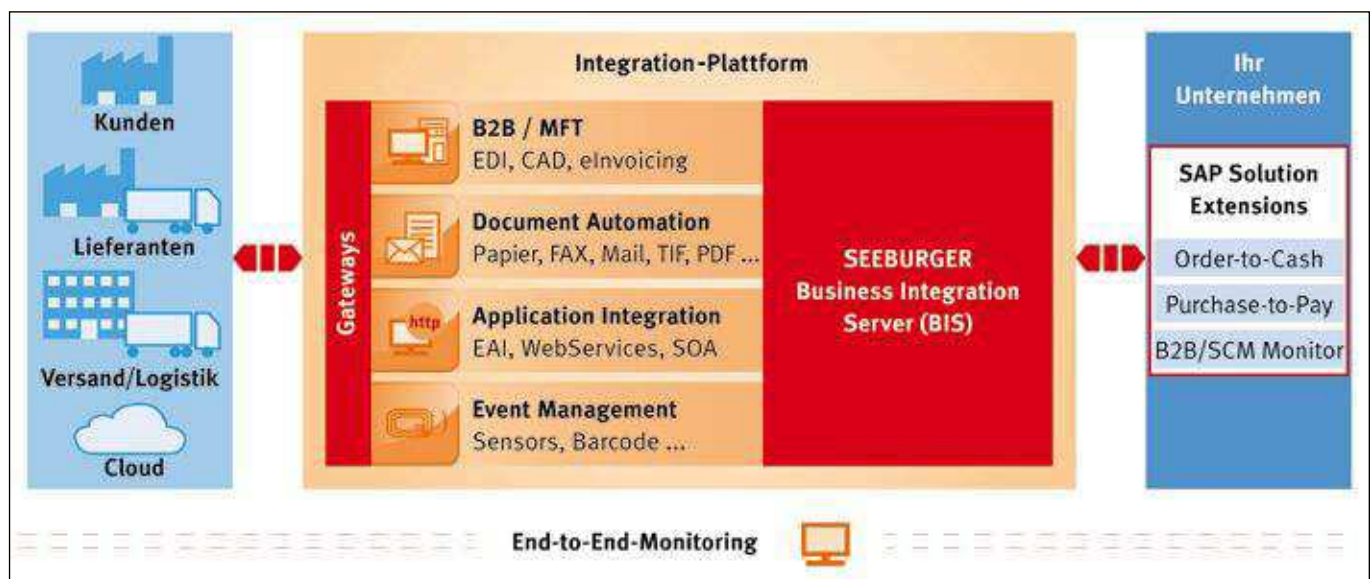 Kunden
Lieferanten
Versand/Logistik
Cloud
Integration-Plattform
Gateways
B2B / MFT
EDI, CAD, eInvoicing
Document Automation
Papier, FAX, Mail, TIF, PDF ...
http
Application Integration
EAI, WebServices, SOA
Event Management
Sensors, Barcode ...
SEEBURGER
Business Integration
Server (BIS)
Ihr
Unternehmen
SAP Solution
Extensions
Order-to-Cash
Purchase-to-Pay
B2B/SCM Monitor
End-to-End-Monitoring